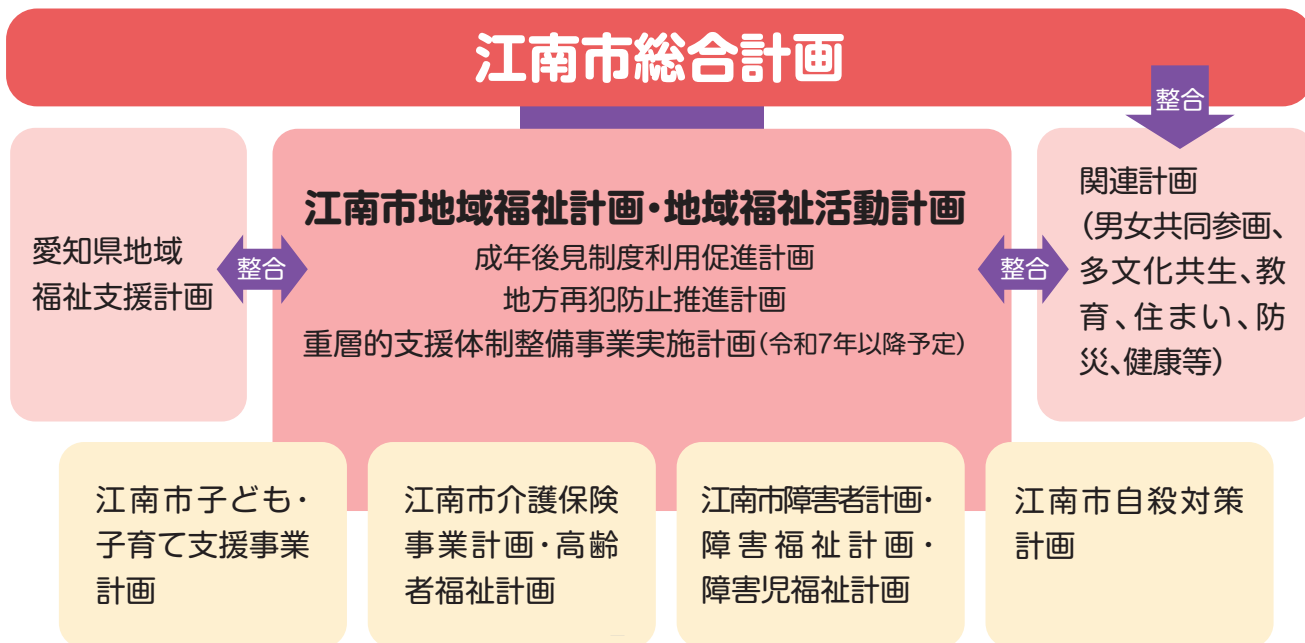 江南市総合計画
整合
愛知県地域
福祉支援計画
整合
江南市地域福祉計画・地域福祉活動計画
成年後見制度利用促進計画
地方再犯防止推進計画
重層的支援体制整備事業実施計画(令和7年以降予定)
整合
関連計画
(男女共同参画、
多文化共生、教
育、住まい、防
災、健康等)
江南市子ども・
子育て支援事業
計画
江南市介護保険
事業計画・高齢
者福祉計画
江南市障害者計画・
障害福祉計画・
障害児福祉計画
江南市自殺対策
計画